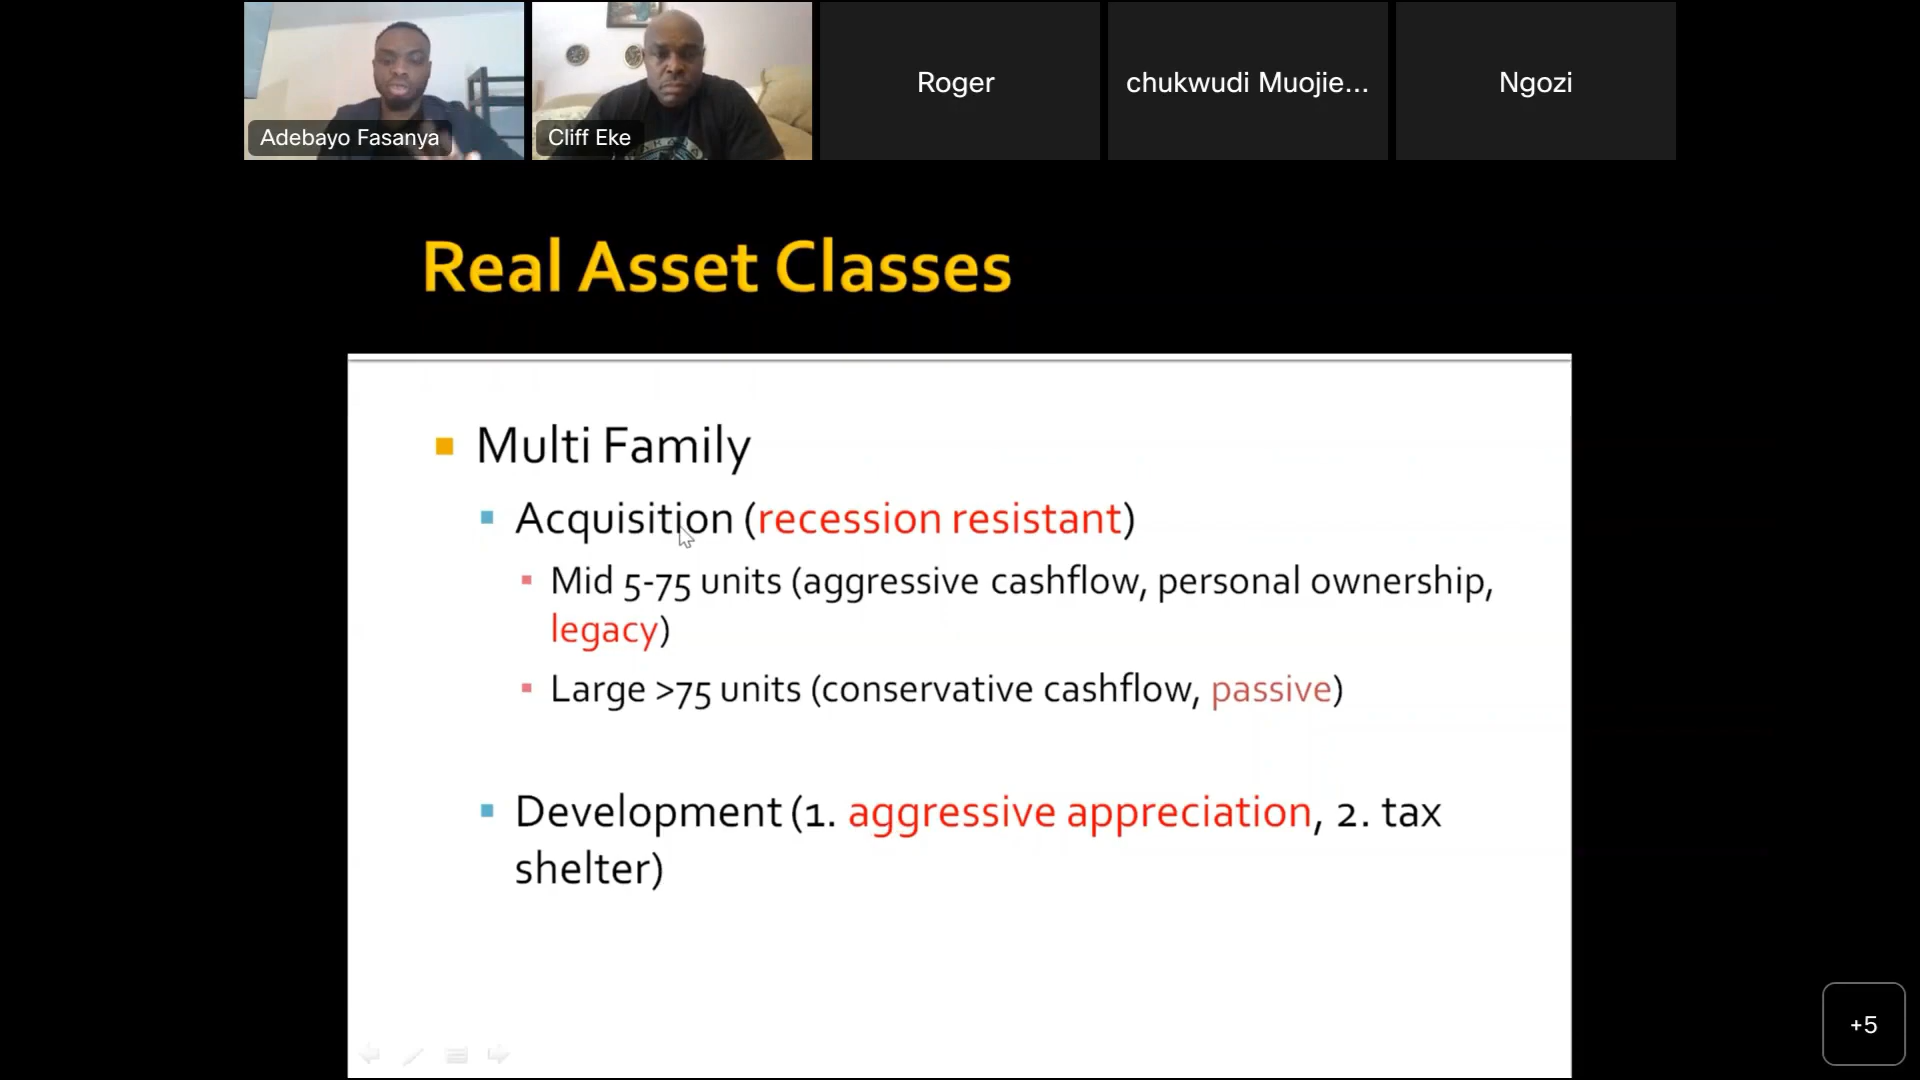 Adebayo Fasanya
Cliff Eke
Roger
chukwudi Muojie...
Ngozi
Real Asset Classes
Multi Family
Acquisition (recession resistant)
Mid 5-75 units (aggressive cashflow, personal ownership,
legacy)
Large >75 units (conservative cashflow, passive)
Development (1. aggressive appreciation, 2. tax
shelter)
+5